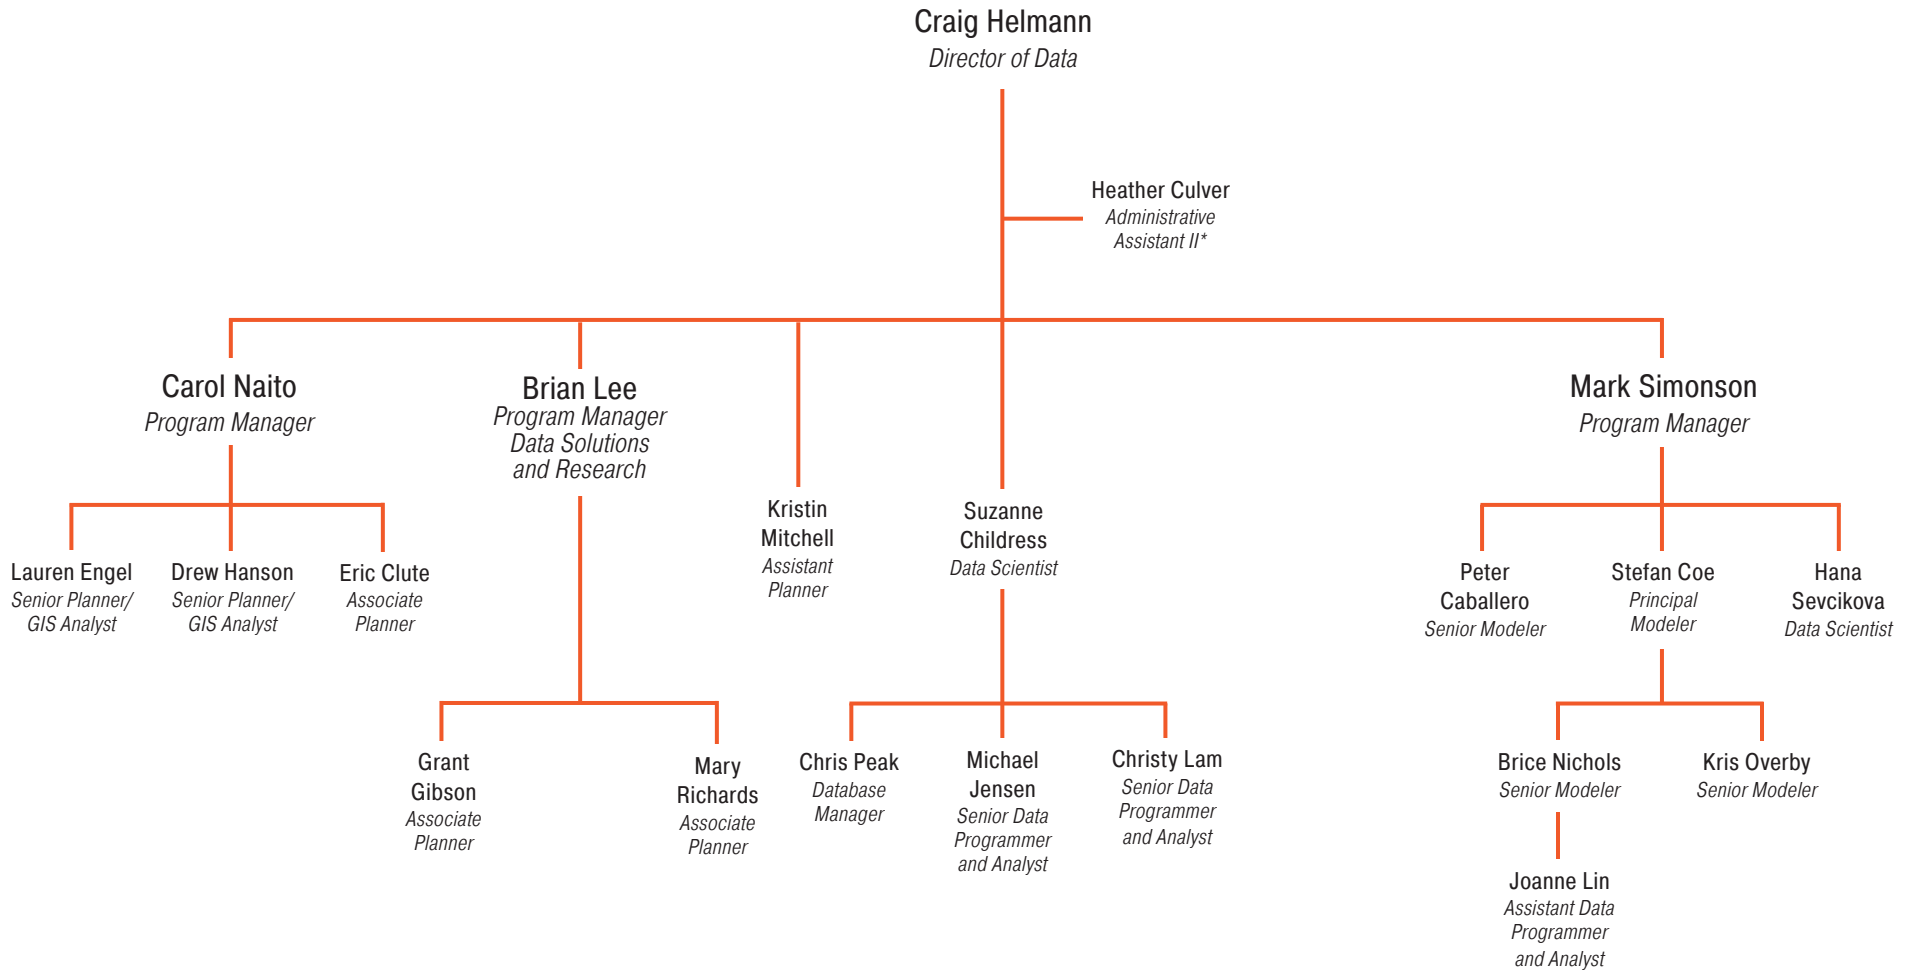 Craig Helmann
Director of Data
Heather Culver
Administrative
Assistant II*
Carol Naito
Program Manager
Brian Lee
Program Manager
Data Solutions
and Research
Mark Simonson
Program Manager
Kristin
Mitchell
Assistant
Planner
Suzanne
Childress
Data Scientist
Lauren Engel
Senior Planner/
GIS Analyst
Drew Hanson
Senior Planner/
GIS Analyst
Eric Clute
Associate
Planner
Peter
Caballero
Senior Modeler
Stefan Coe
Principal
Modeler
Hana
Sevcikova
Data Scientist
Grant
Gibson
Associate
Planner
Mary
Richards
Associate
Planner
Chris Peak
Database
Manager
Michael
Jensen
Senior Data
Programmer
and Analyst
Christy Lam
Senior Data
Programmer
and Analyst
Brice Nichols
Senior Modeler
Kris Overby
Senior Modeler
Joanne Lin
Assistant Data
Programmer
and Analyst